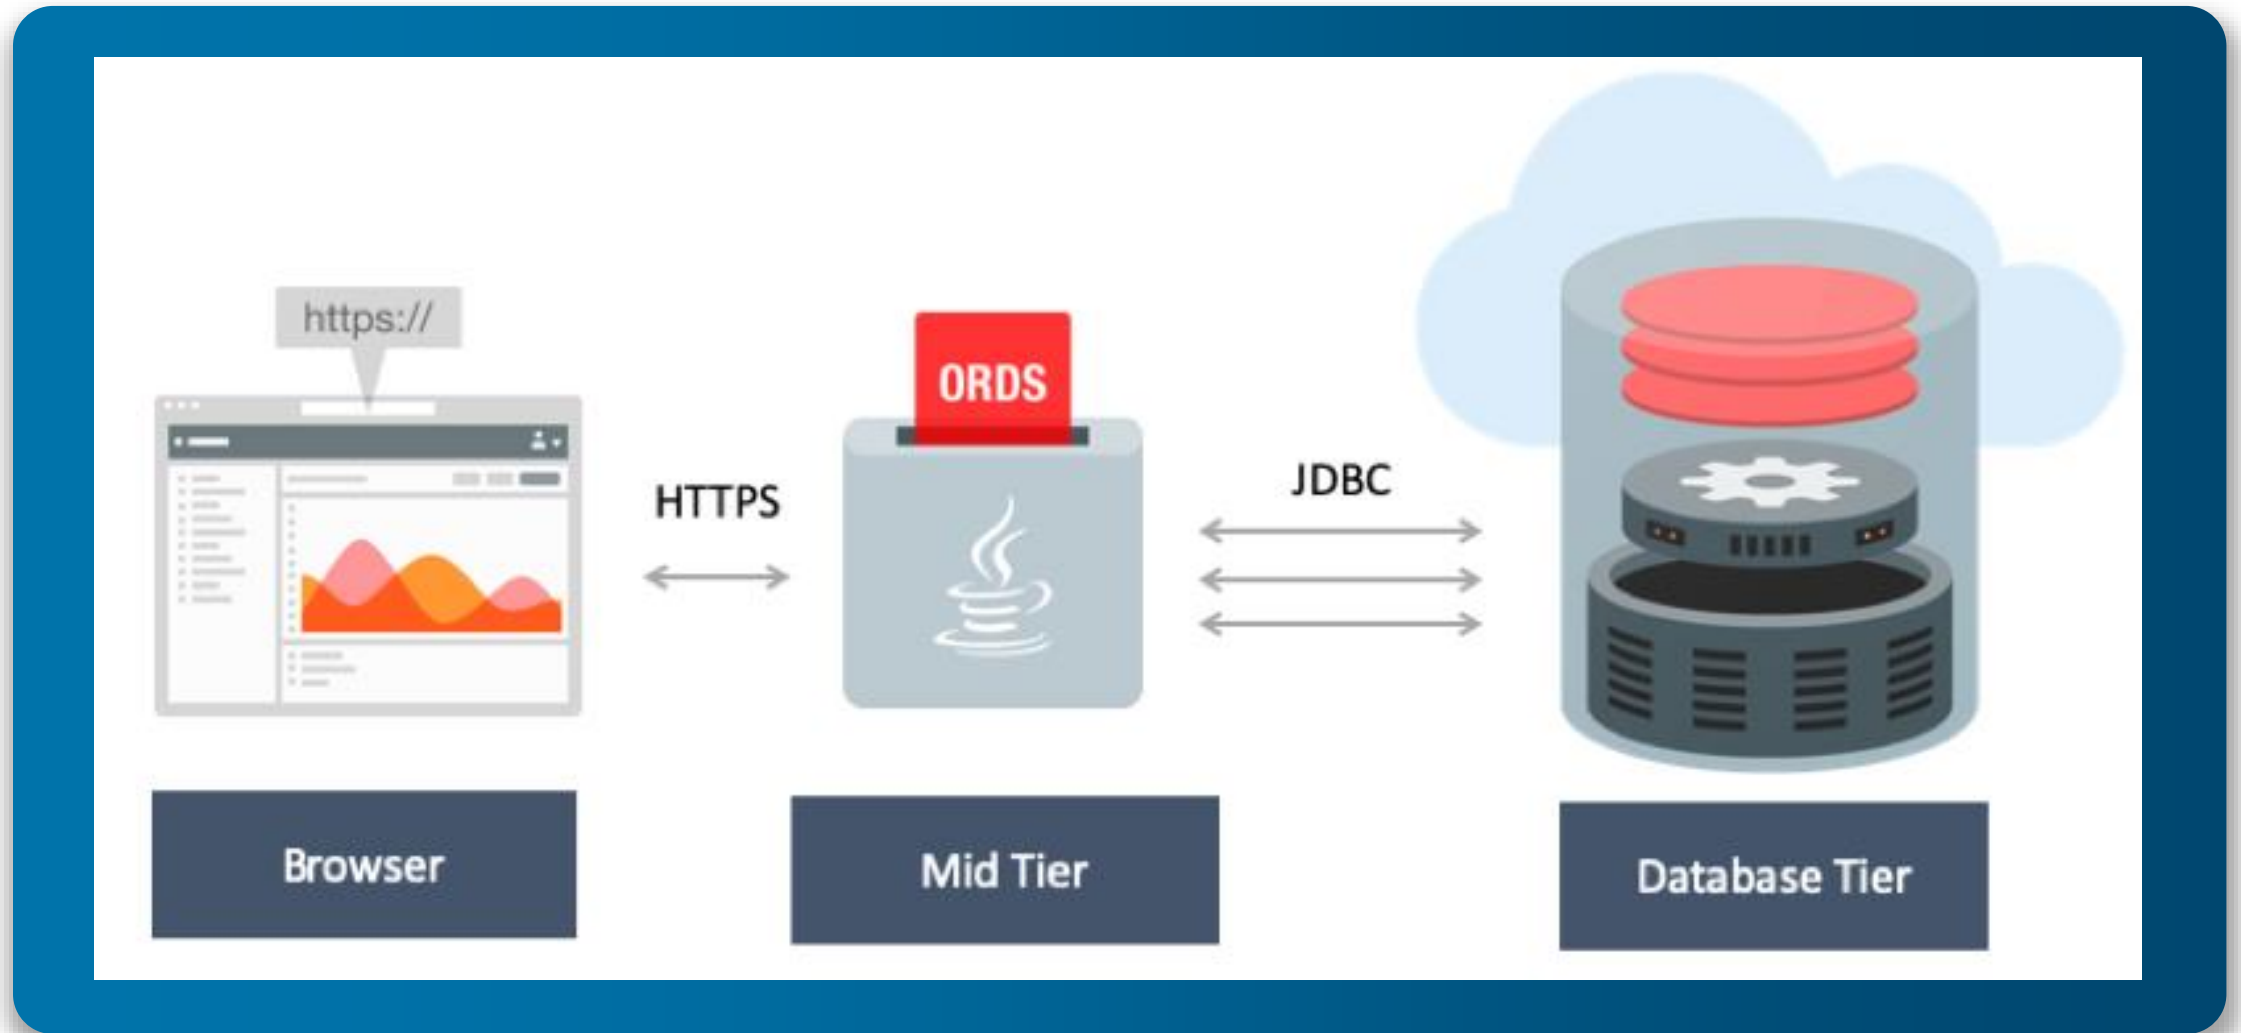 https://
ORDS
HTTPS
JDBC
Browser
Mid Tier
Database Tier